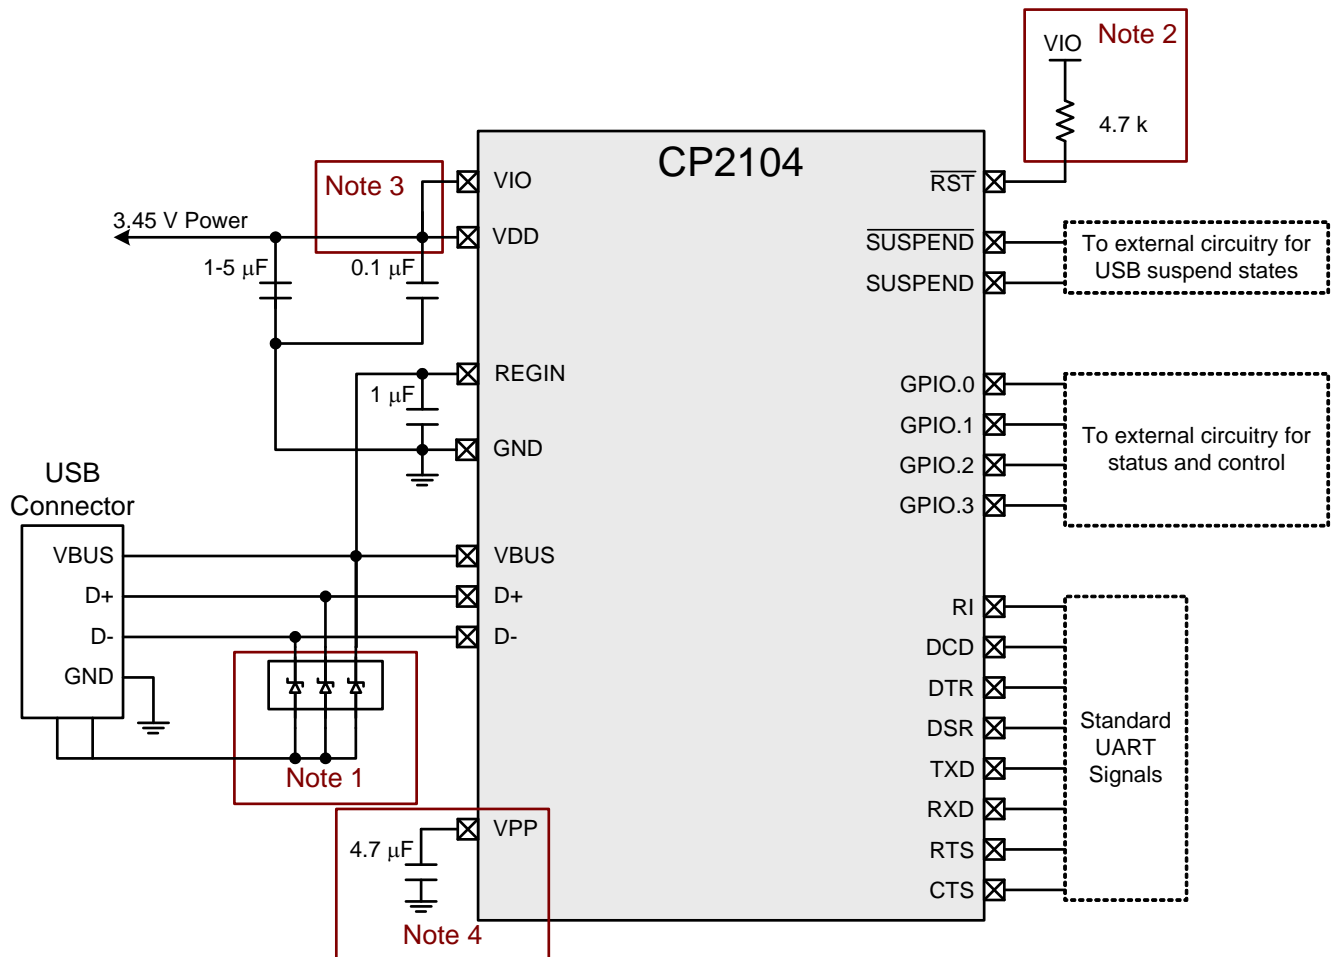 Note 2
VIO
4.7 k
CP2104
Note 3
VIO
RST
3.45 V Power
VDD
SUSPEND
To external circuitry for
USB suspend states
1-5 μF
0.1 μF
SUSPEND
REGIN
1 μF
GPIO.0
GPIO.1
To external circuitry for
status and control
GND
GPIO.2
GPIO.3
USB
Connector
VBUS
VBUS
D+
D+
D-
D-
GND
RI
DCD
DTR
DSR
TXD
RXD
RTS
CTS
Standard
UART
Signals
Note 1
VPP
4.7 μF
Note 4